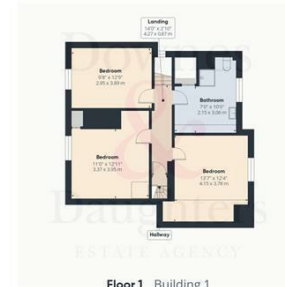 Landing
14'0" x 2'10"
4.27 x 0.87 m
Bedroom
9'8" x 12'9"
2.95 x 3.89 m
Bathroom
7'0" x 10'0"
2.15 x 3.06 m
Bedroom
11'0" x 12'11"
3.37 x 3.95 m
Bedroom
13'7" x 12'4"
4.15 x 3.78 m
Hallway
&
Daughters
ESTATE AGENCY
Floor 1 Building 1